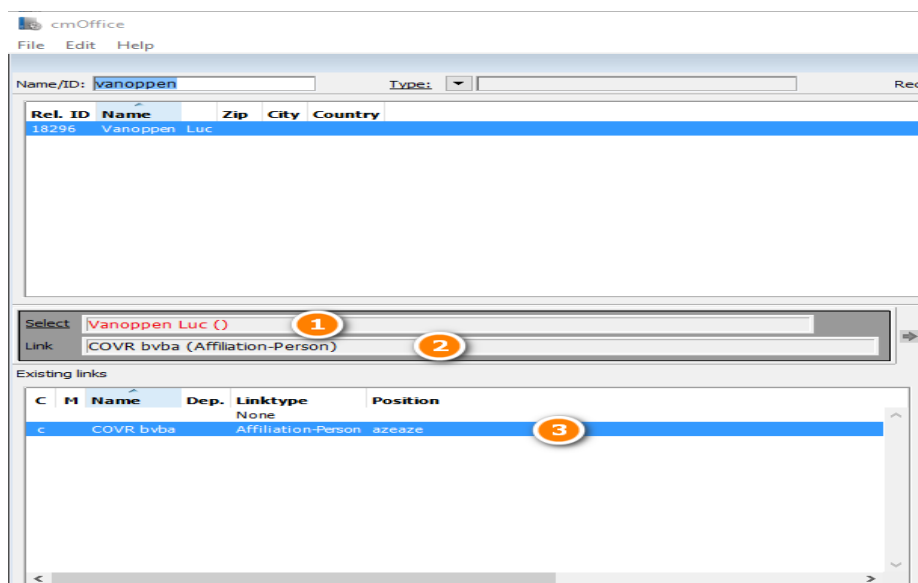 cmOffice
File Edit Help
Name/ID: vanoppen Type: Rec
Rel. ID Name Zip City Country
18296 Vanoppen Luc
Select Vanoppen Luc () 1
Link COVR bvba (Affiliation-Person) 2
Existing links
C M Name Dep. Linktype Position
None
c COVR bvba Affiliation-Person azeaze 3